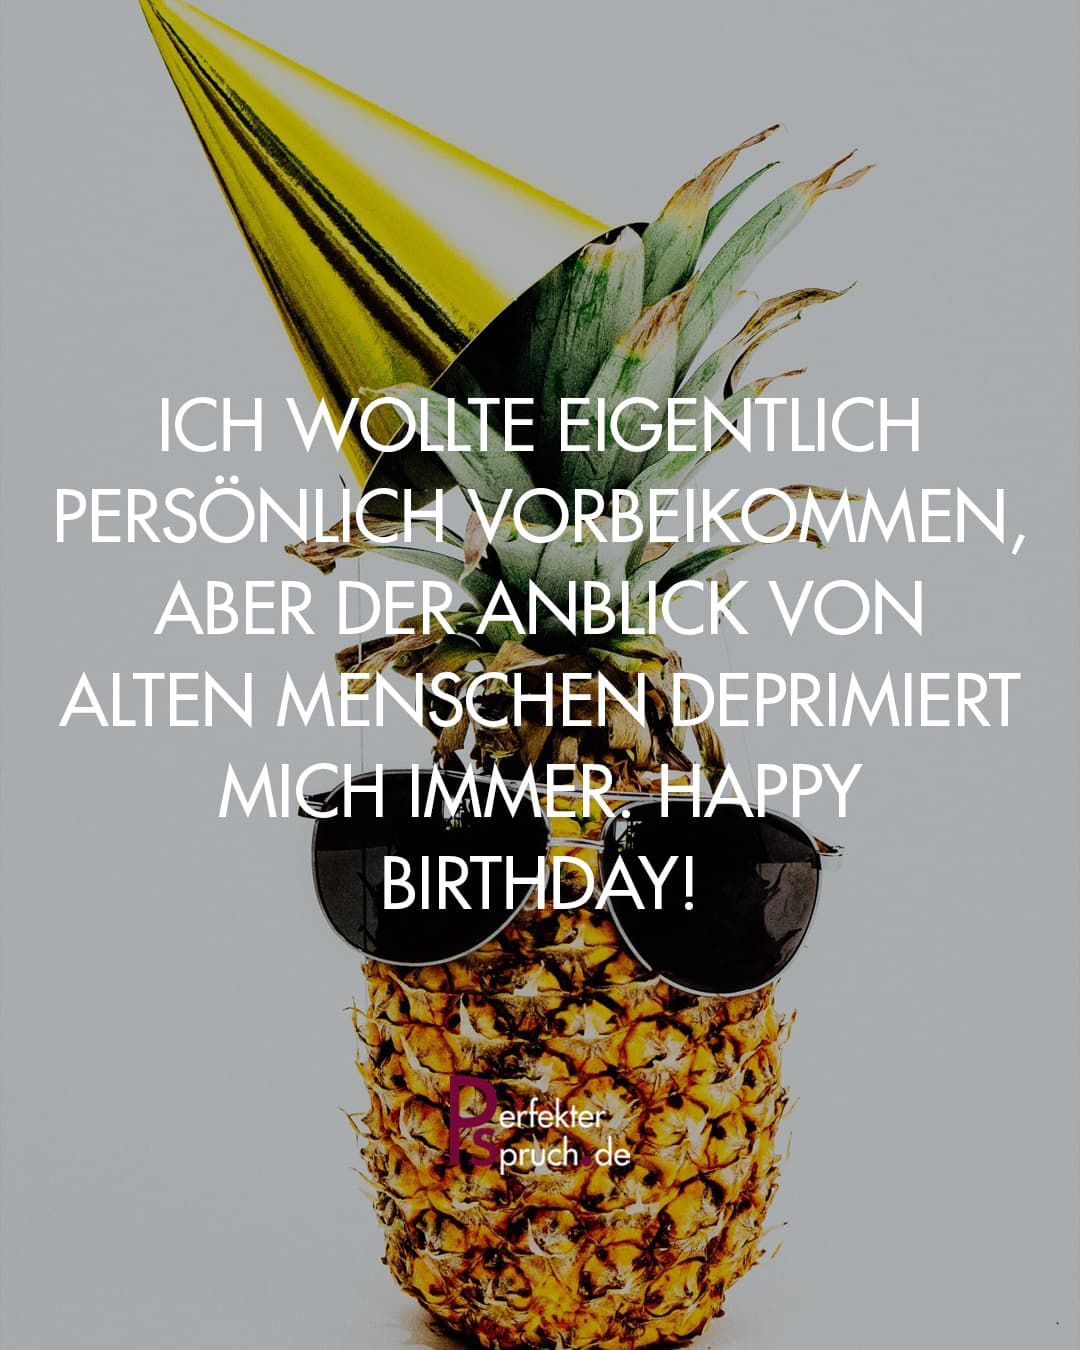 ICH WOLLTE EIGENTLICH
PERSÖNLICH VORBEIKOMMEN,
ABER DER ANBLICK VON
ALTEN MENSCHEN DEPRIMIERT
MICH IMMER. HAPPY
BIRTHDAY!
Perfekter
Spruch.de